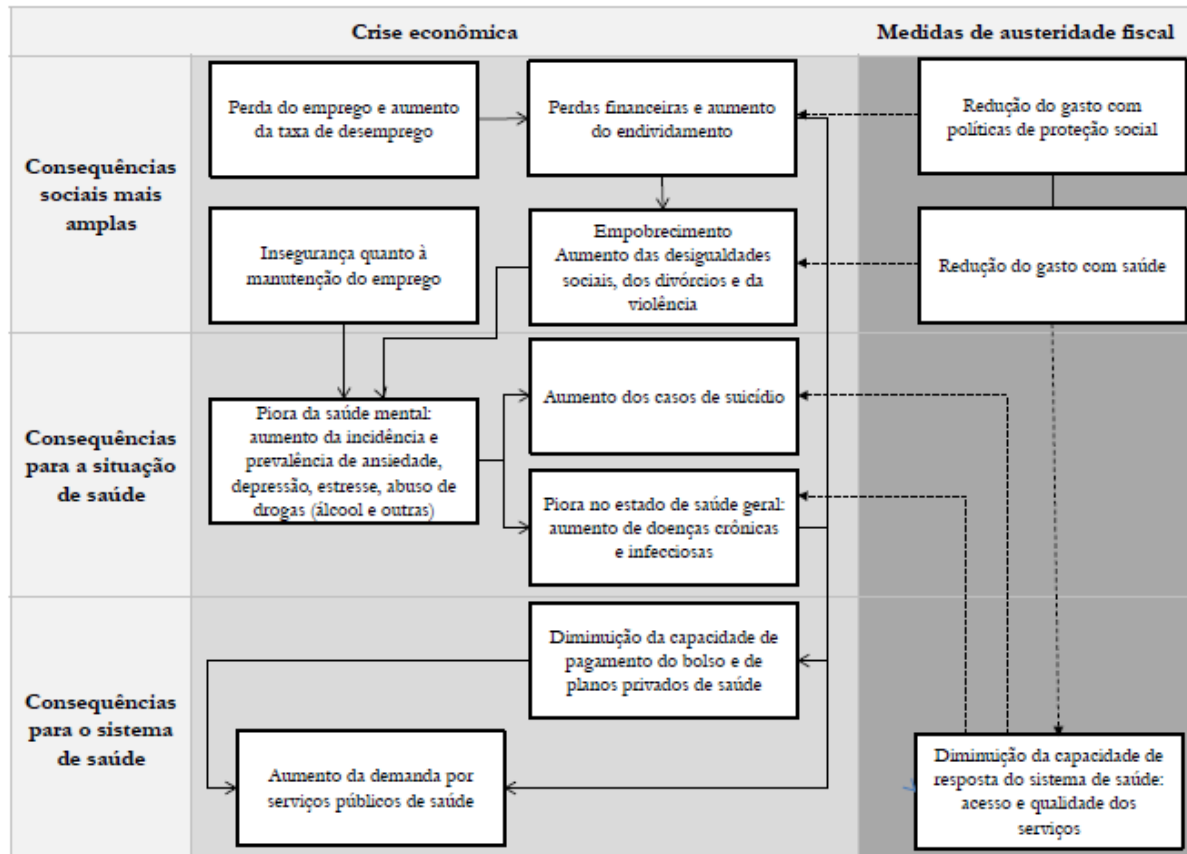 Crise econômica
Medidas de austeridade fiscal
Consequências
sociais mais
amplas
Perda do emprego e aumento
da taxa de desemprego
Perdas financeiras e aumento
do endividamento
Redução do gasto com
políticas de proteção social
Insegurança quanto à
manutenção do emprego
Empobrecimento
Aumento das desigualdades
sociais, dos divórcios e da
violência
Redução do gasto com saúde
Consequências
para a situação
de saúde
Piora da saúde mental:
aumento da incidência e
prevalência de ansiedade,
depressão, estresse, abuso de
drogas (álcool e outras)
Aumento dos casos de suicídio
Piora no estado de saúde geral:
aumento de doenças crônicas
e infecciosas
Consequências
para o sistema
de saúde
Diminuição da capacidade de
pagamento do bolso e de
planos privados de saúde
Aumento da demanda por
serviços públicos de saúde
Diminuição da capacidade de
resposta do sistema de saúde:
acesso e qualidade dos
serviços